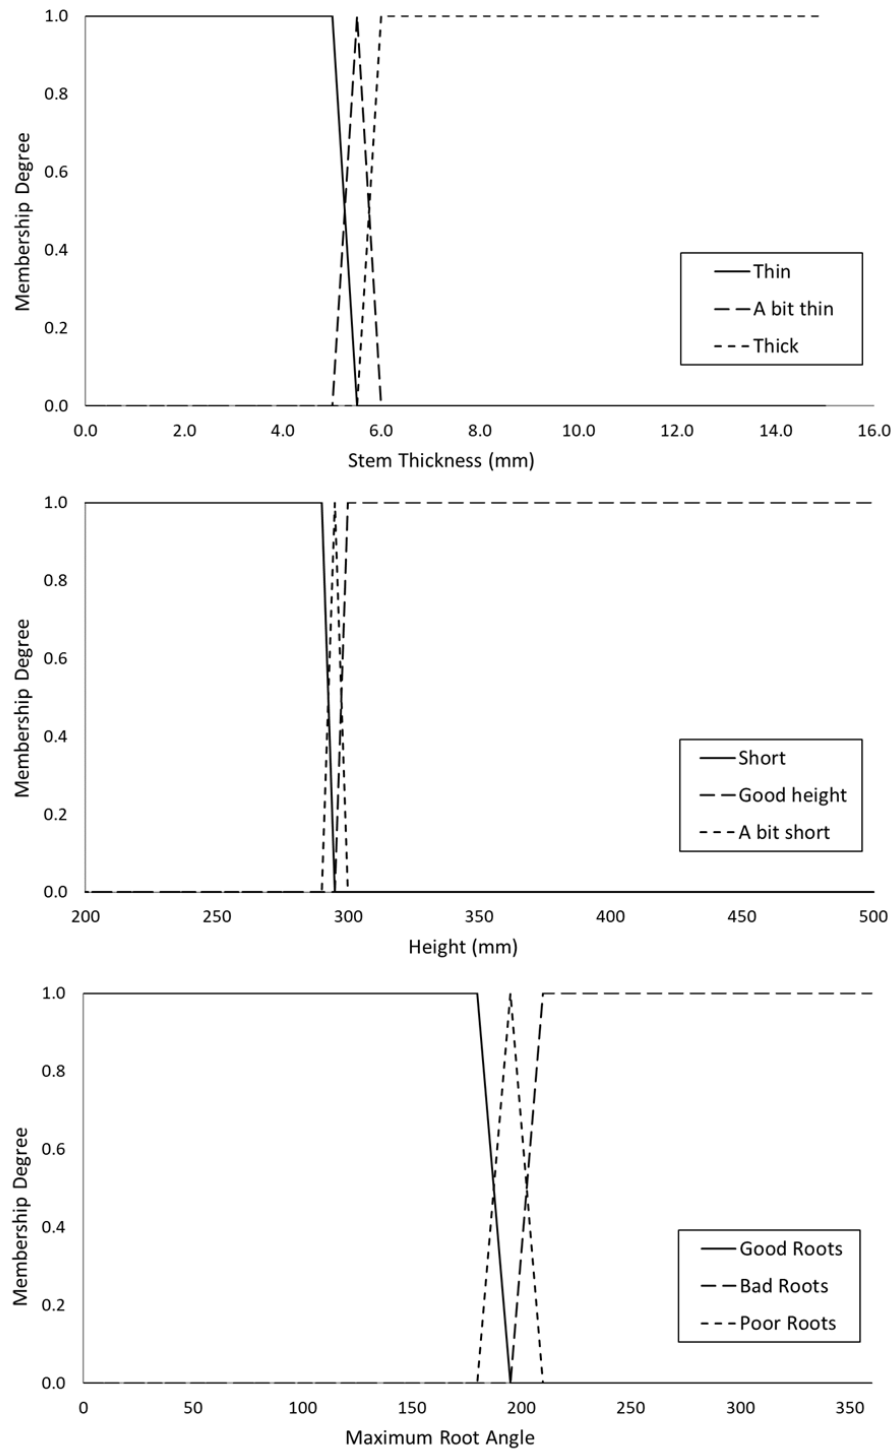 1.0
0.8
0.6
0.4
0.2
0.0
Membership Degree
Thin
A bit thin
Thick
0.0 2.0 4.0 6.0 8.0 10.0 12.0 14.0 16.0
Stem Thickness (mm)
1.0
0.8
0.6
0.4
0.2
0.0
Membership Degree
Short
Good height
A bit short
200 250 300 350 400 450 500
Height (mm)
1.0
0.8
0.6
0.4
0.2
0.0
Membership Degree
Good Roots
Bad Roots
Poor Roots
0 50 100 150 200 250 300 350
Maximum Root Angle